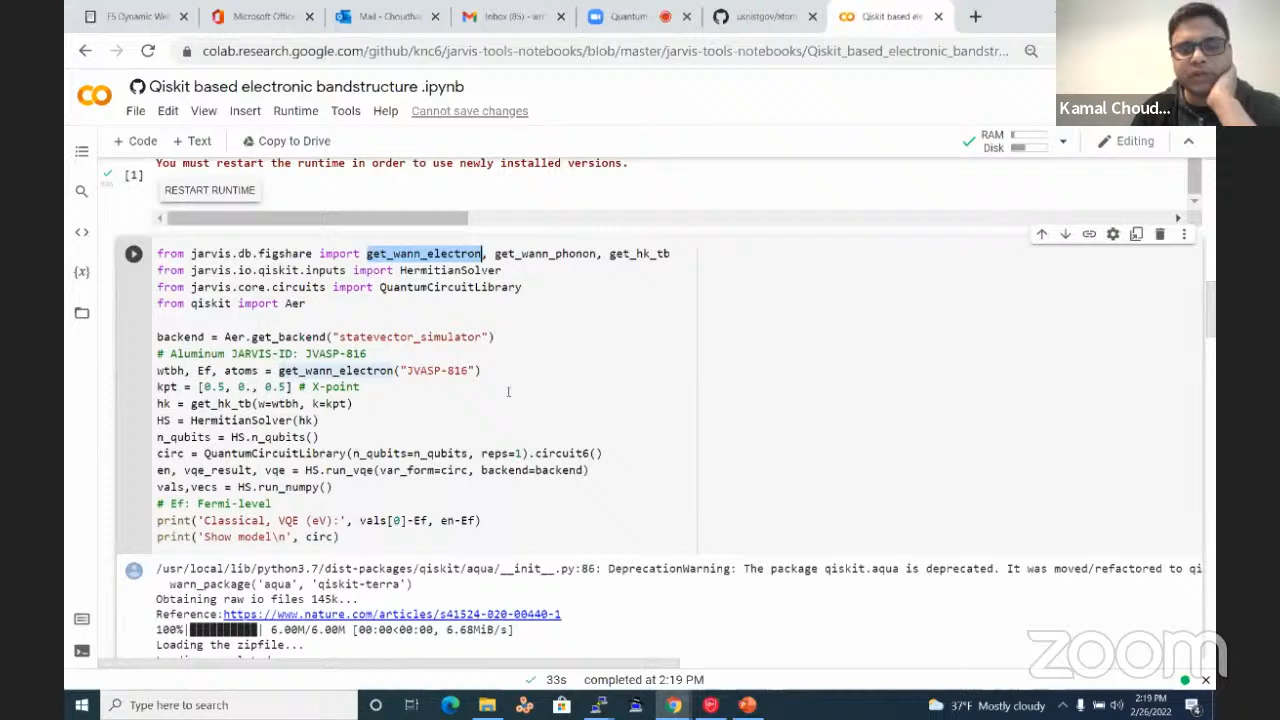 F5 Dynamic Wel
Microsoft Office
Mail - Choudha
Inbox (85) - wr
Quantum
usnistgov/atom
Qiskit based ele
colab.research.google.com/github/knc6/jarvis-tools-notebooks/blob/master/jarvis-tools-notebooks/Qiskit_based_electronic_bandstr...
Kamal Choud...
CO
Qiskit based electronic bandstructure .ipynb
File Edit View Insert Runtime Tools Help Cannot save changes
+ Code + Text Copy to Drive
RAM
Disk
Editing
You must restart the runtime in order to use newly installed versions.
[1]
RESTART RUNTIME
from jarvis.db.figshare import get_wann_electron, get_wann_phonon, get_hk_tb
from jarvis.io.qiskit.inputs import HermitianSolver
from jarvis.core.circuits import QuantumCircuitLibrary
from qiskit import Aer
backend = Aer.get_backend("statevector_simulator")
# Aluminum JARVIS-ID: JVASP-816
wtbh, Ef, atoms = get_wann_electron("JVASP-816")
kpt = [0.5, 0., 0.5] # X-point
hk = get_hk_tb(w=wtbh, k=kpt)
HS = HermitianSolver(hk)
n_qubits = HS.n_qubits()
circ = QuantumCircuitLibrary(n_qubits=n_qubits, reps=1).circuit6()
en, vqe_result, vqe = HS.run_vqe(var_form=circ, backend=backend)
vals,vecs = HS.run_numpy()
# Ef: Fermi-level
print('Classical, VQE (eV):', vals[0]-Ef, en-Ef)
print('Show model\n', circ)
/usr/local/lib/python3.7/dist-packages/qiskit/aqua/__init__.py:86: DeprecationWarning: The package qiskit.aqua is deprecated. It was moved/refactored to qi
warn_package('aqua', 'qiskit-terra')
Obtaining raw io files 145k...
Reference:https://www.nature.com/articles/s41524-020-00440-1
100%|██████████| 6.00M/6.00M [00:00<00:00, 6.68MiB/s]
Loading the zipfile...
zoom
33s completed at 2:19 PM
Type here to search
37°F Mostly cloudy
2:19 PM
2/26/2022